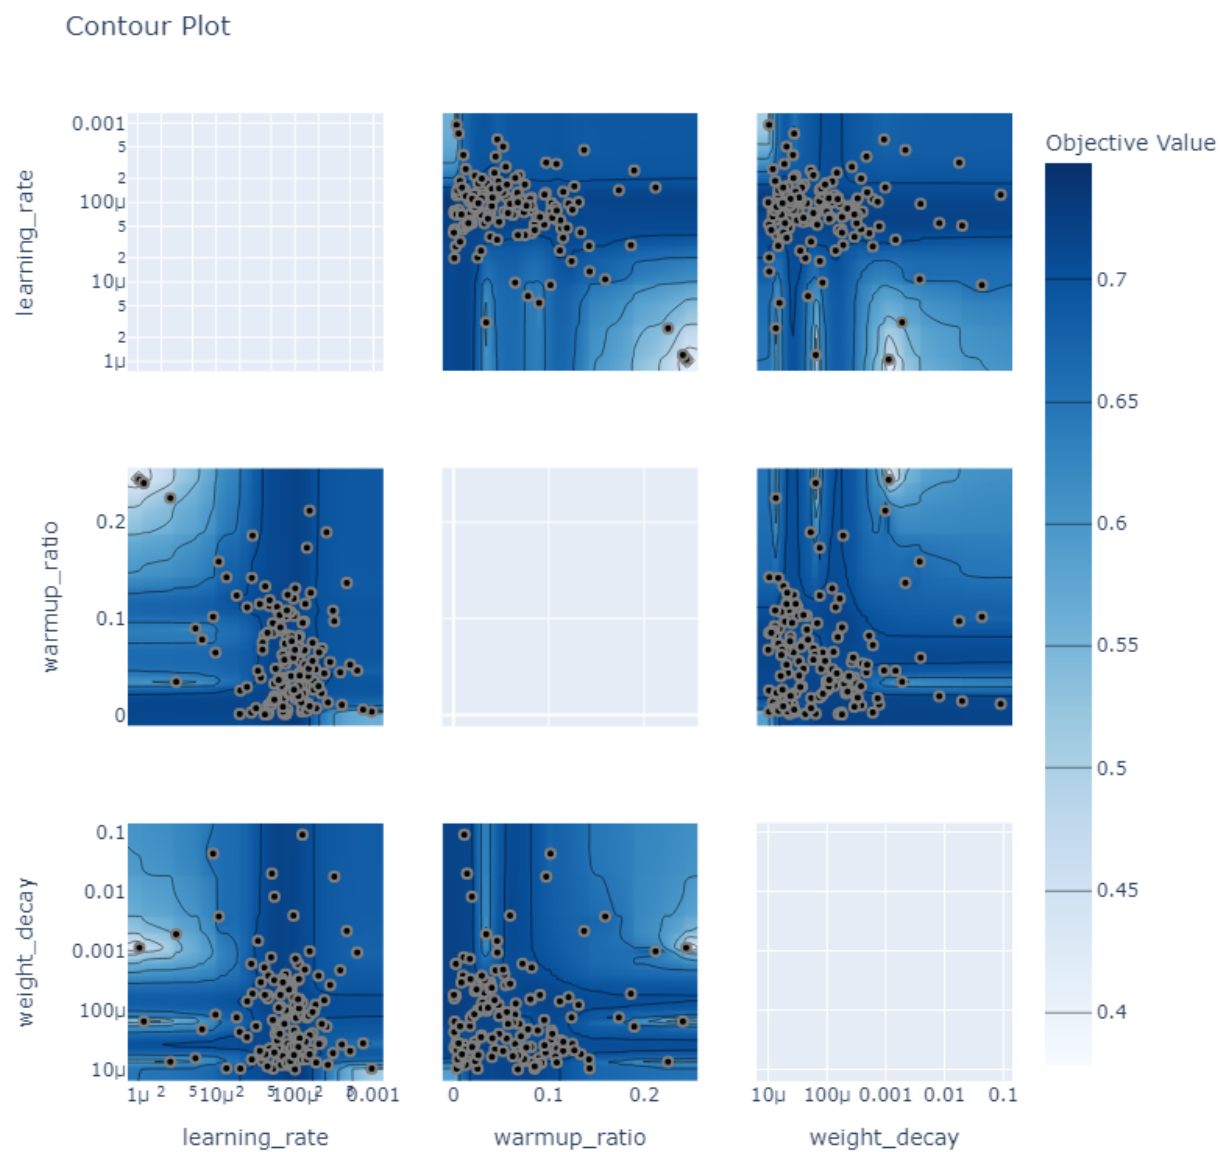 Contour Plot
Objective Value
learning_rate
0.001
5
2
100μ
5
2
10μ
5
2
1μ
0.7
0.65
0.6
0.55
0.5
0.45
0.4
warmup_ratio
0.2
0.1
0
weight_decay
0.1
0.01
0.001
100μ
10μ
1μ 2 5 10μ 2 5 100μ 2 0.001
0 0.1 0.2
10μ 100μ 0.001 0.01 0.1
learning_rate warmup_ratio weight_decay